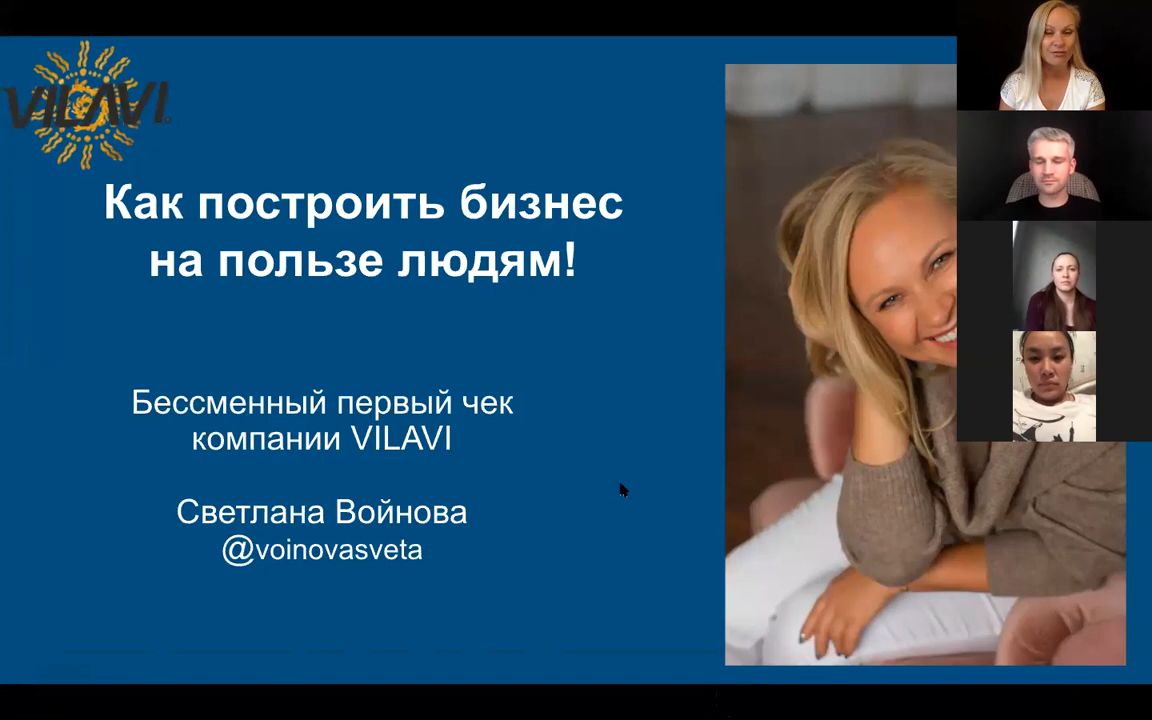 VILAVI
Как построить бизнес
на пользе людям!
Бессменный первый чек
компании VILAVI
Светлана Войнова
@voinovasveta